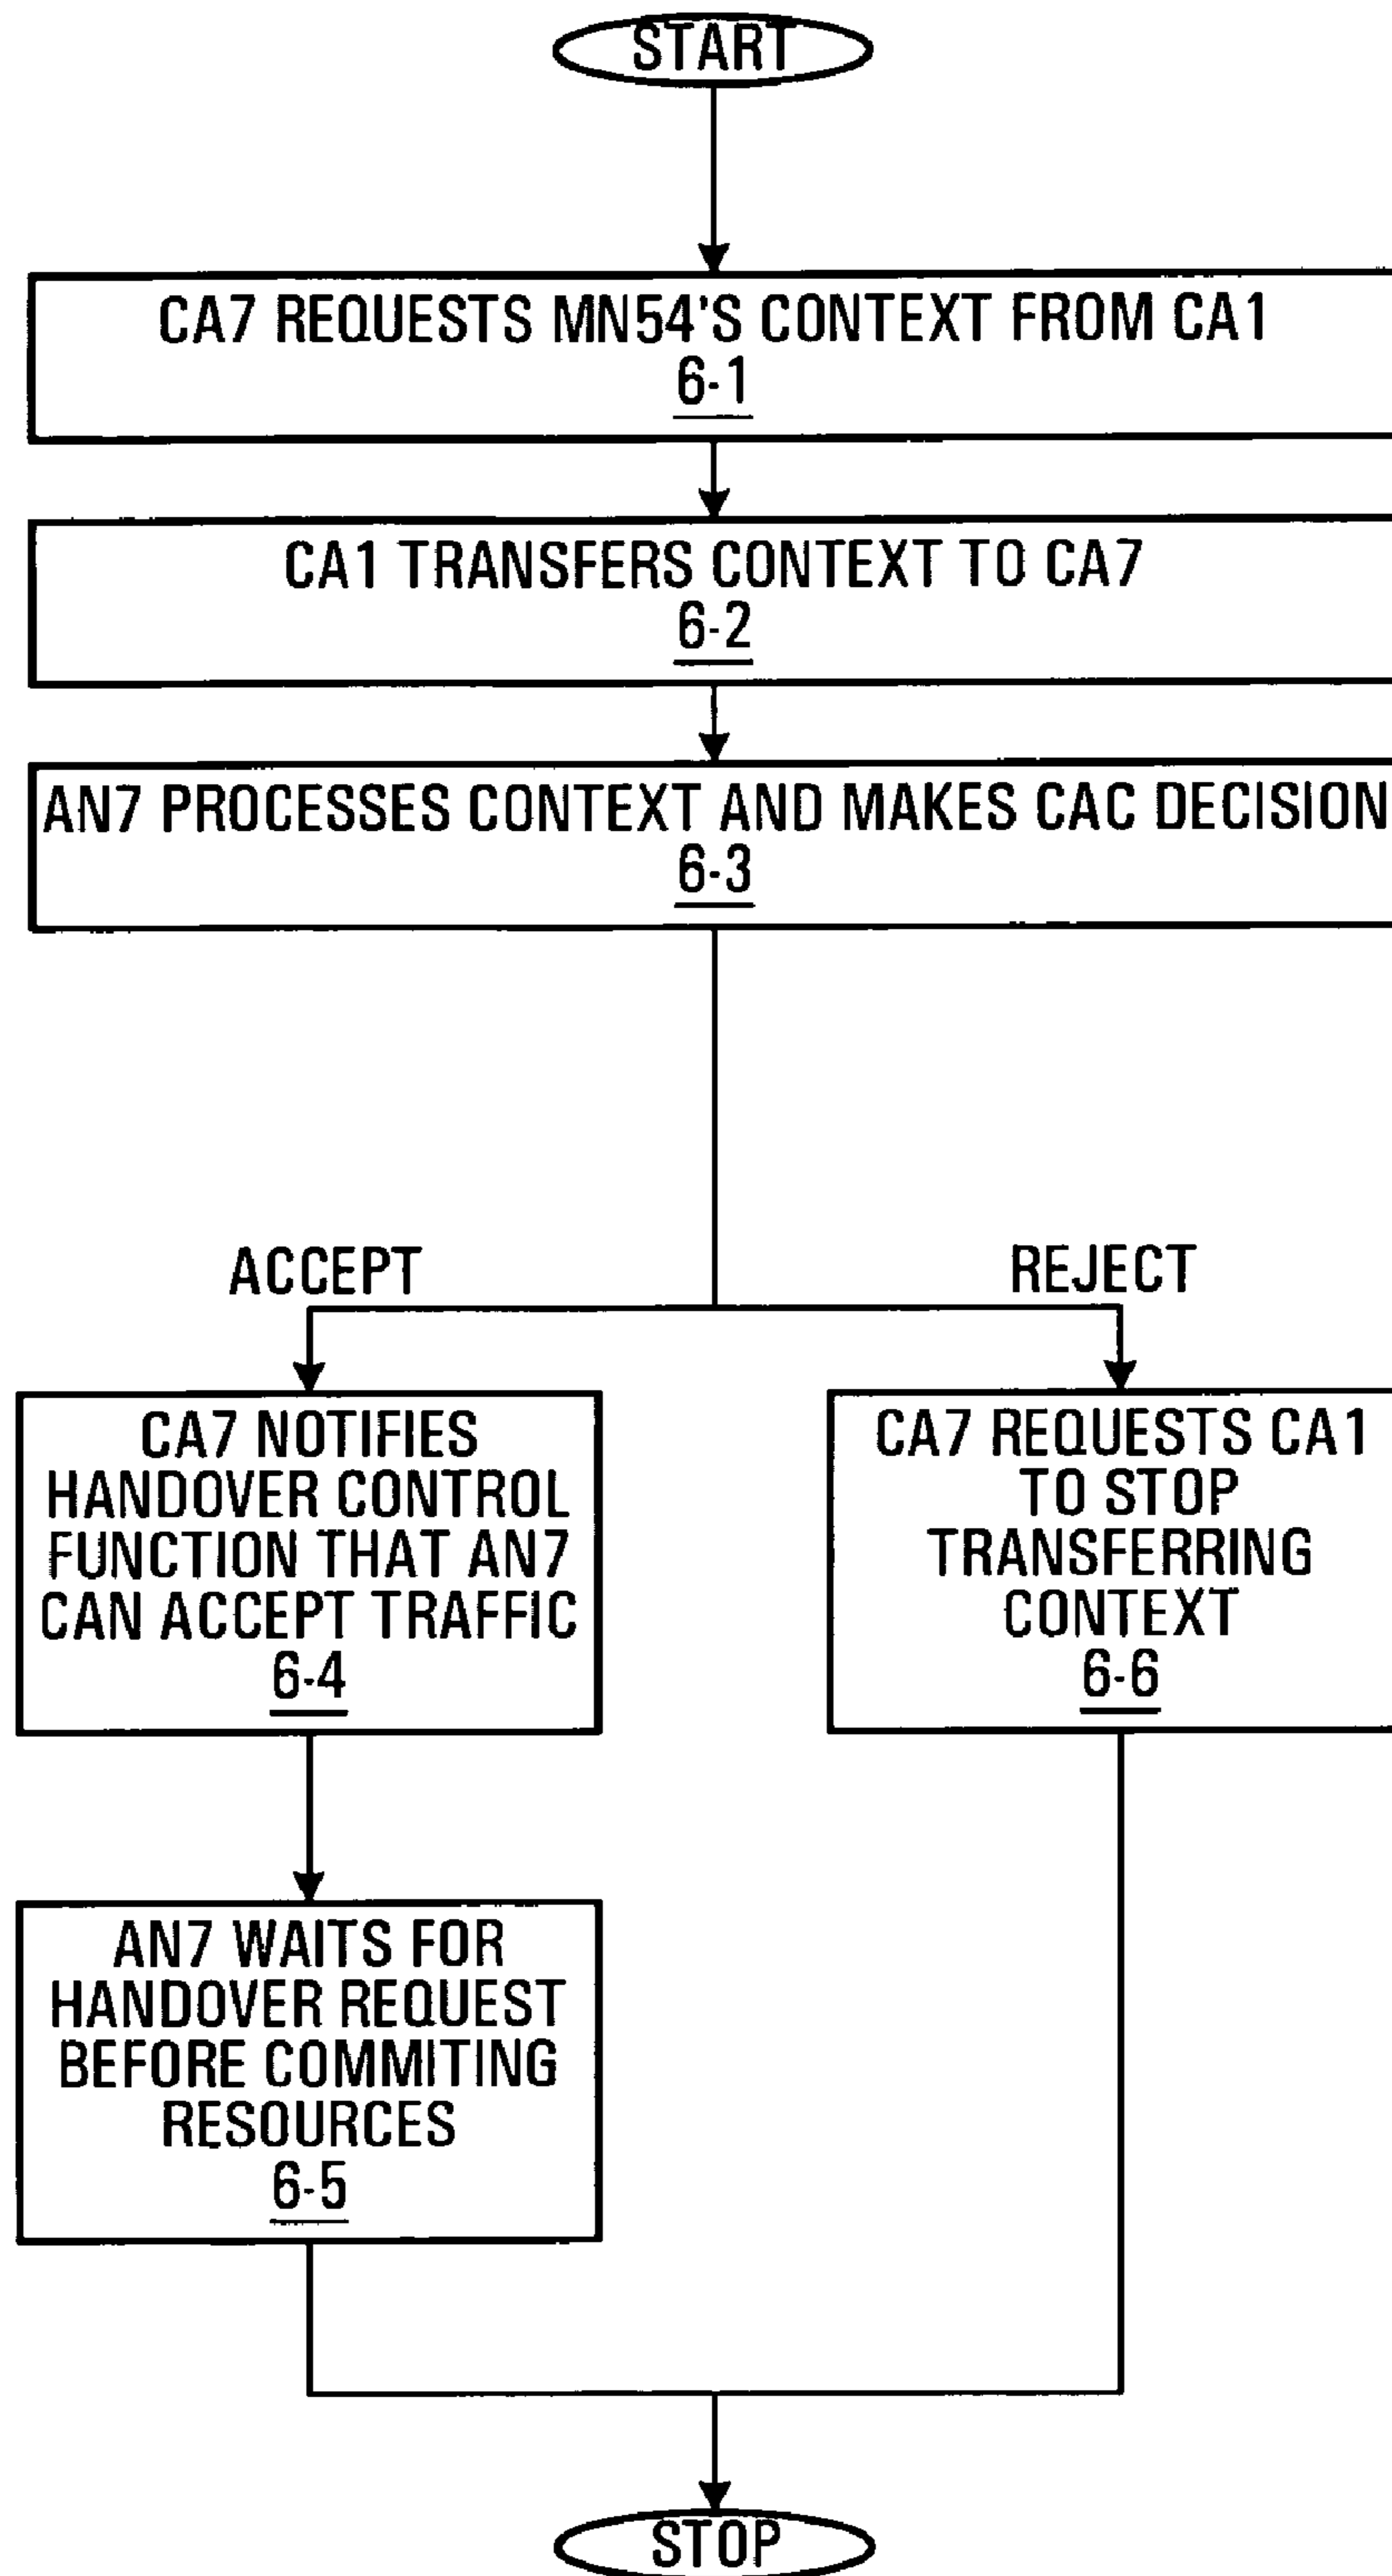 START
CA7 REQUESTS MN54'S CONTEXT FROM CA1
6-1
CA1 TRANSFERS CONTEXT TO CA7
6-2
AN7 PROCESSES CONTEXT AND MAKES CAC DECISION
6-3
ACCEPT
REJECT
CA7 NOTIFIES
HANDOVER CONTROL
FUNCTION THAT AN7
CAN ACCEPT TRAFFIC
6-4
CA7 REQUESTS CA1
TO STOP
TRANSFERRING
CONTEXT
6-6
AN7 WAITS FOR
HANDOVER REQUEST
BEFORE COMMITING
RESOURCES
6-5
STOP